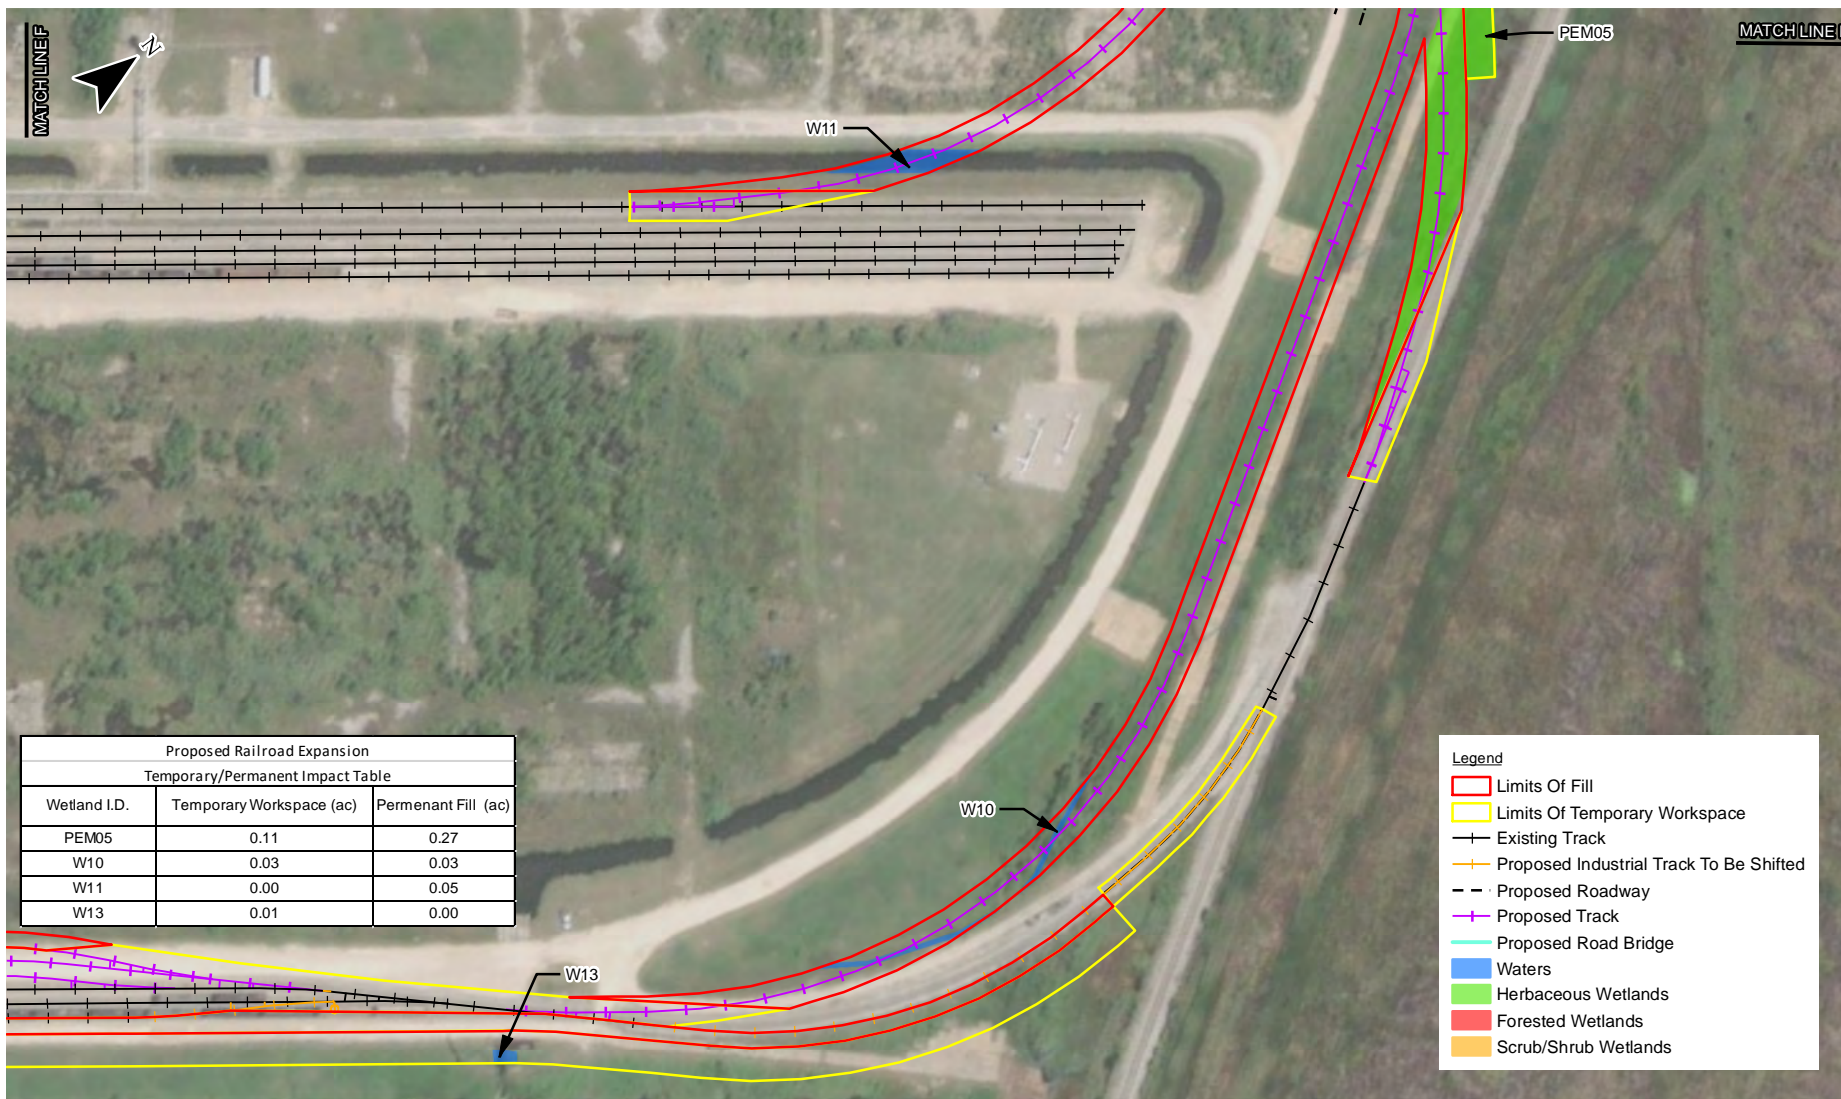 MATCH LINE F
N
PEM05
MATCH LINE
W11
W10
W13
Proposed Railroad Expansion
Temporary/Permanent Impact Table
Wetland I.D. Temporary Workspace (ac) Permenant Fill (ac)
PEM05 0.11 0.27
W10 0.03 0.03
W11 0.00 0.05
W13 0.01 0.00
Legend
Limits Of Fill
Limits Of Temporary Workspace
Existing Track
Proposed Industrial Track To Be Shifted
Proposed Roadway
Proposed Track
Proposed Road Bridge
Waters
Herbaceous Wetlands
Forested Wetlands
Scrub/Shrub Wetlands